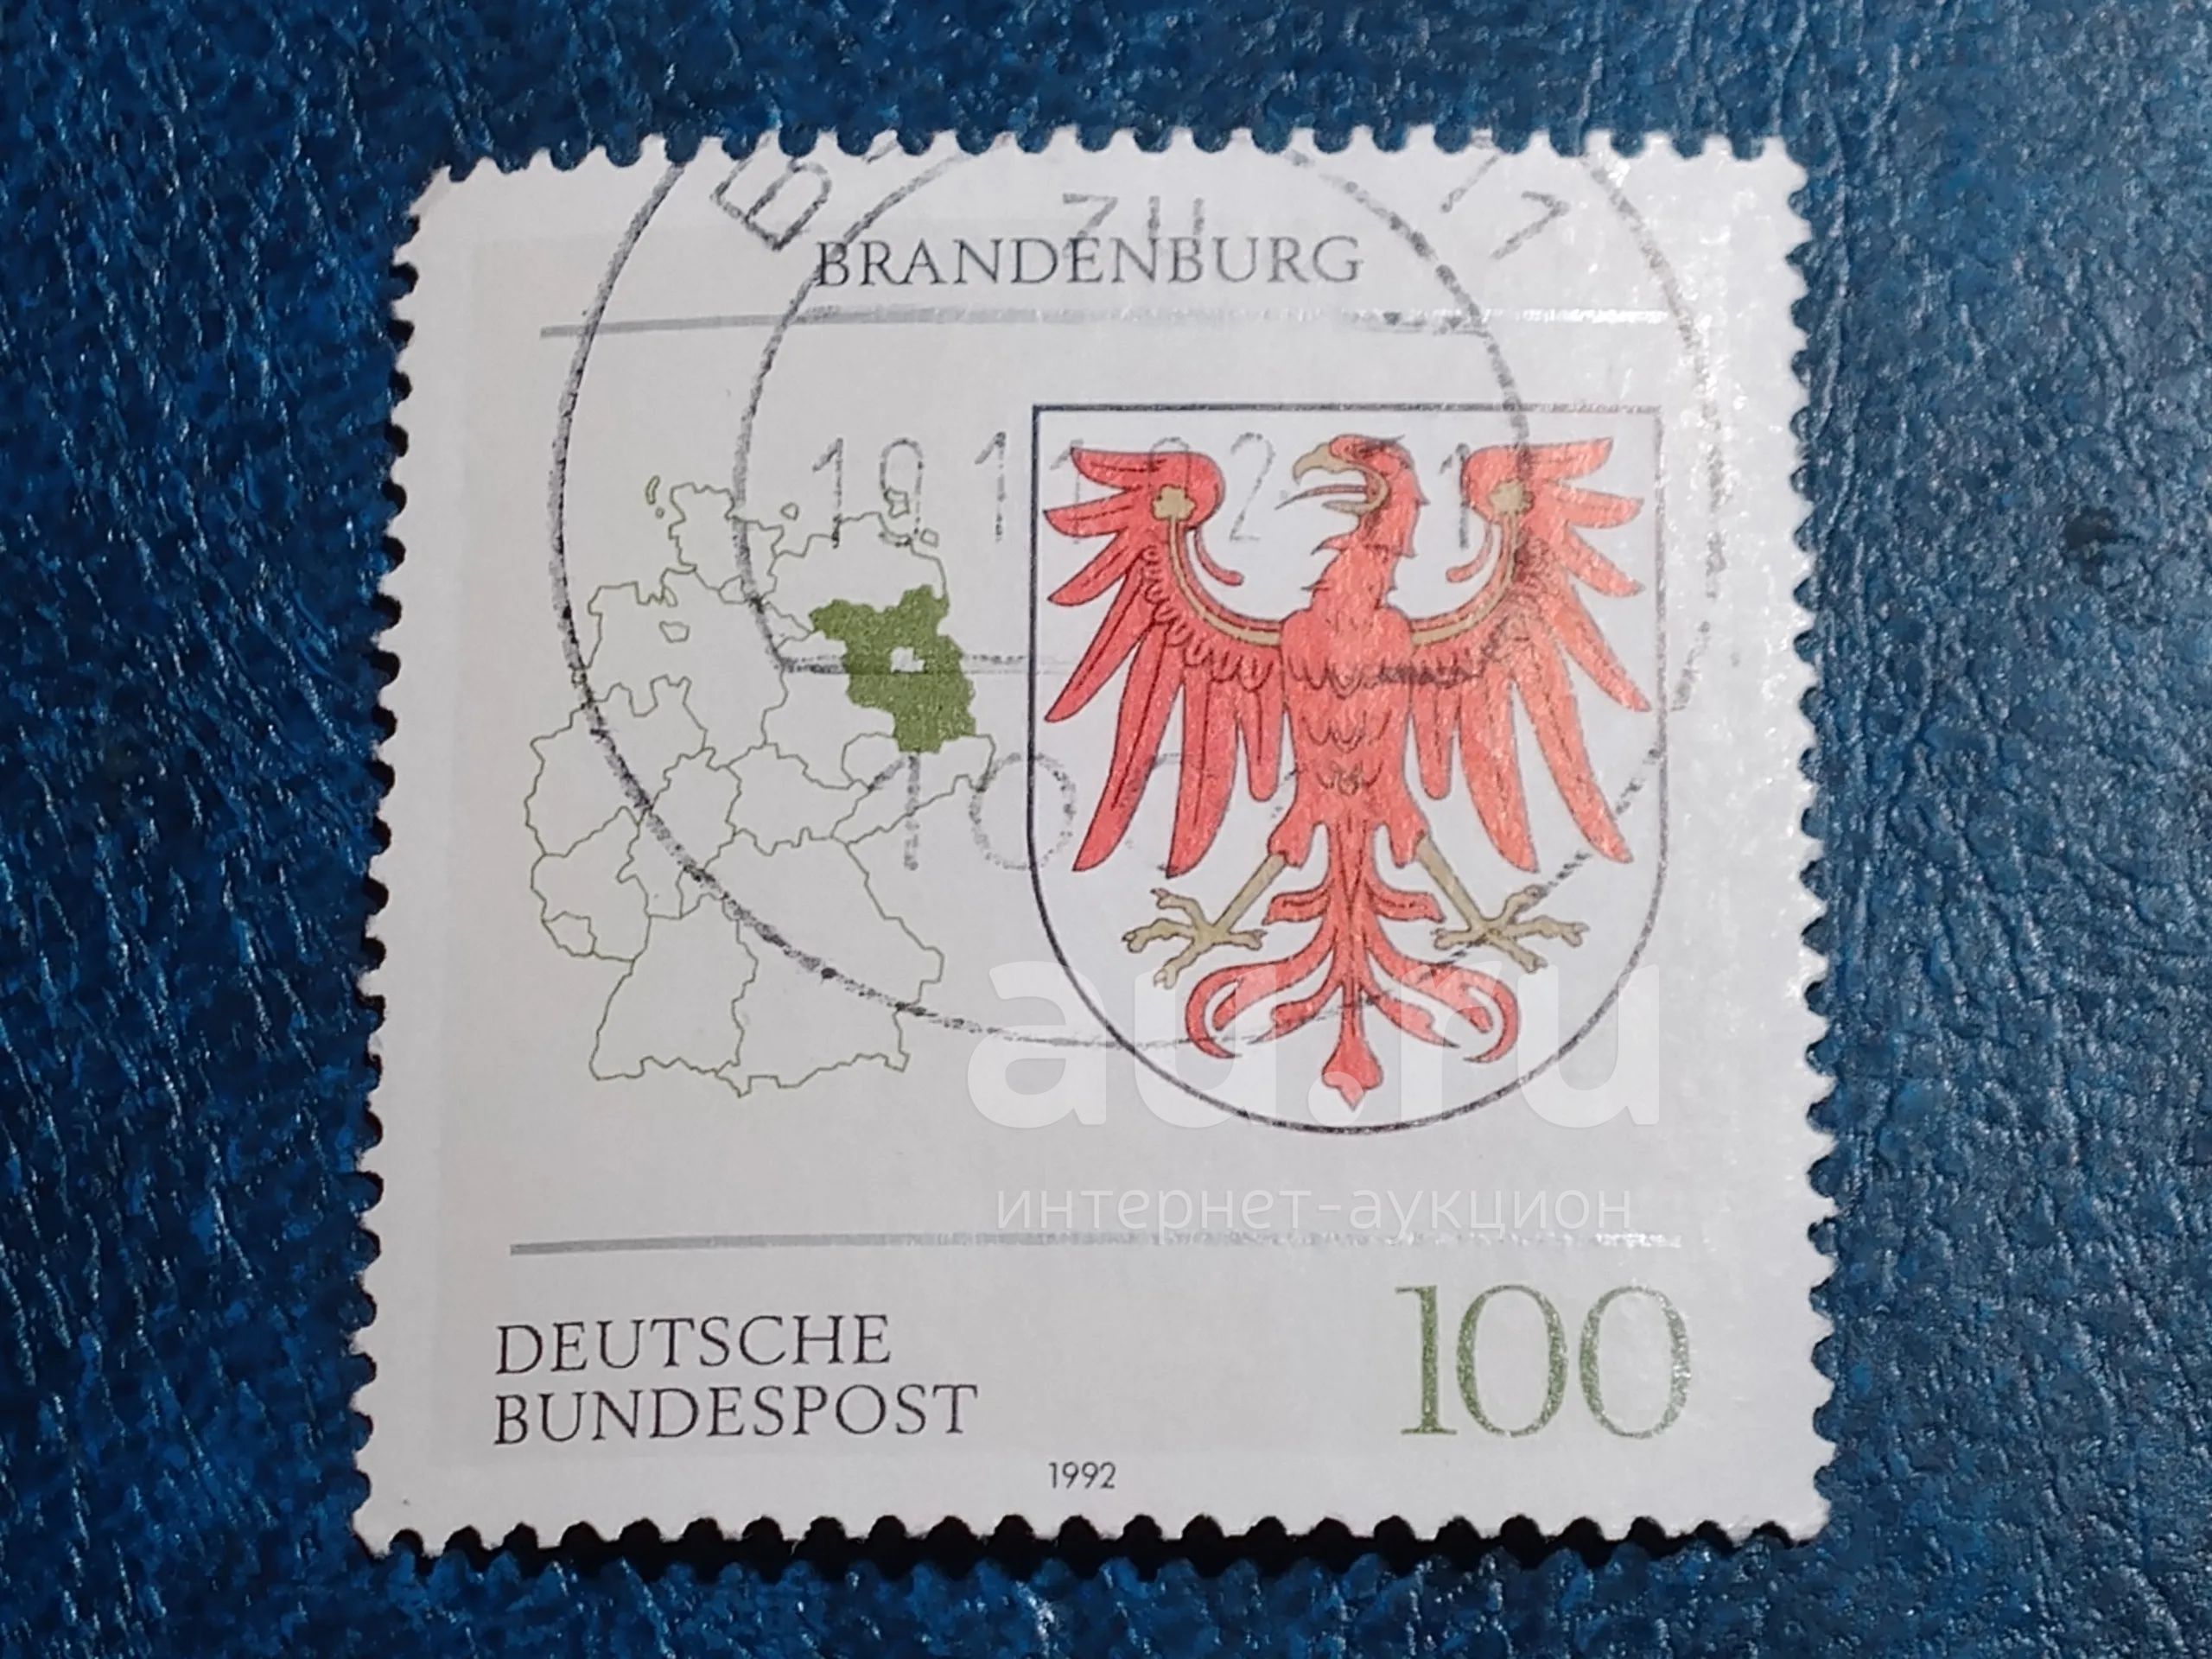 BRANDENBURG
au.ru
интернет-аукцион
DEUTSCHE
BUNDESPOST
100
1992